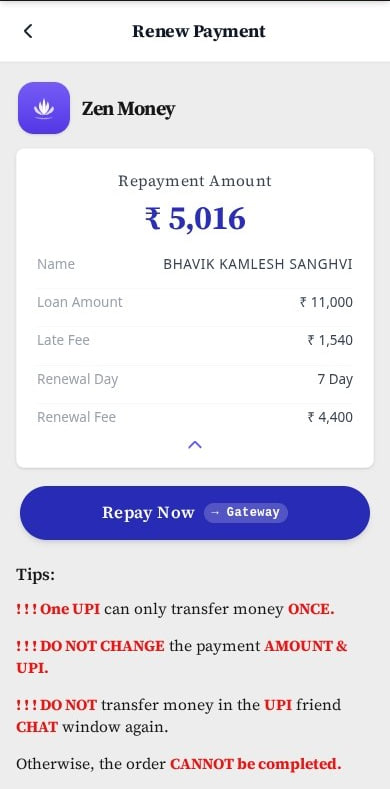 Renew Payment
Zen Money
Repayment Amount
₹ 5,016
Name BHAVIK KAMLESH SANGHVI
Loan Amount ₹ 11,000
Late Fee ₹ 1,540
Renewal Day 7 Day
Renewal Fee ₹ 4,400
Repay Now → Gateway
Tips:
!!!One UPI can only transfer money ONCE.
!!!DO NOT CHANGE the payment AMOUNT &
UPI.
!!!DO NOT transfer money in the UPI friend
CHAT window again.
Otherwise, the order CANNOT be completed.